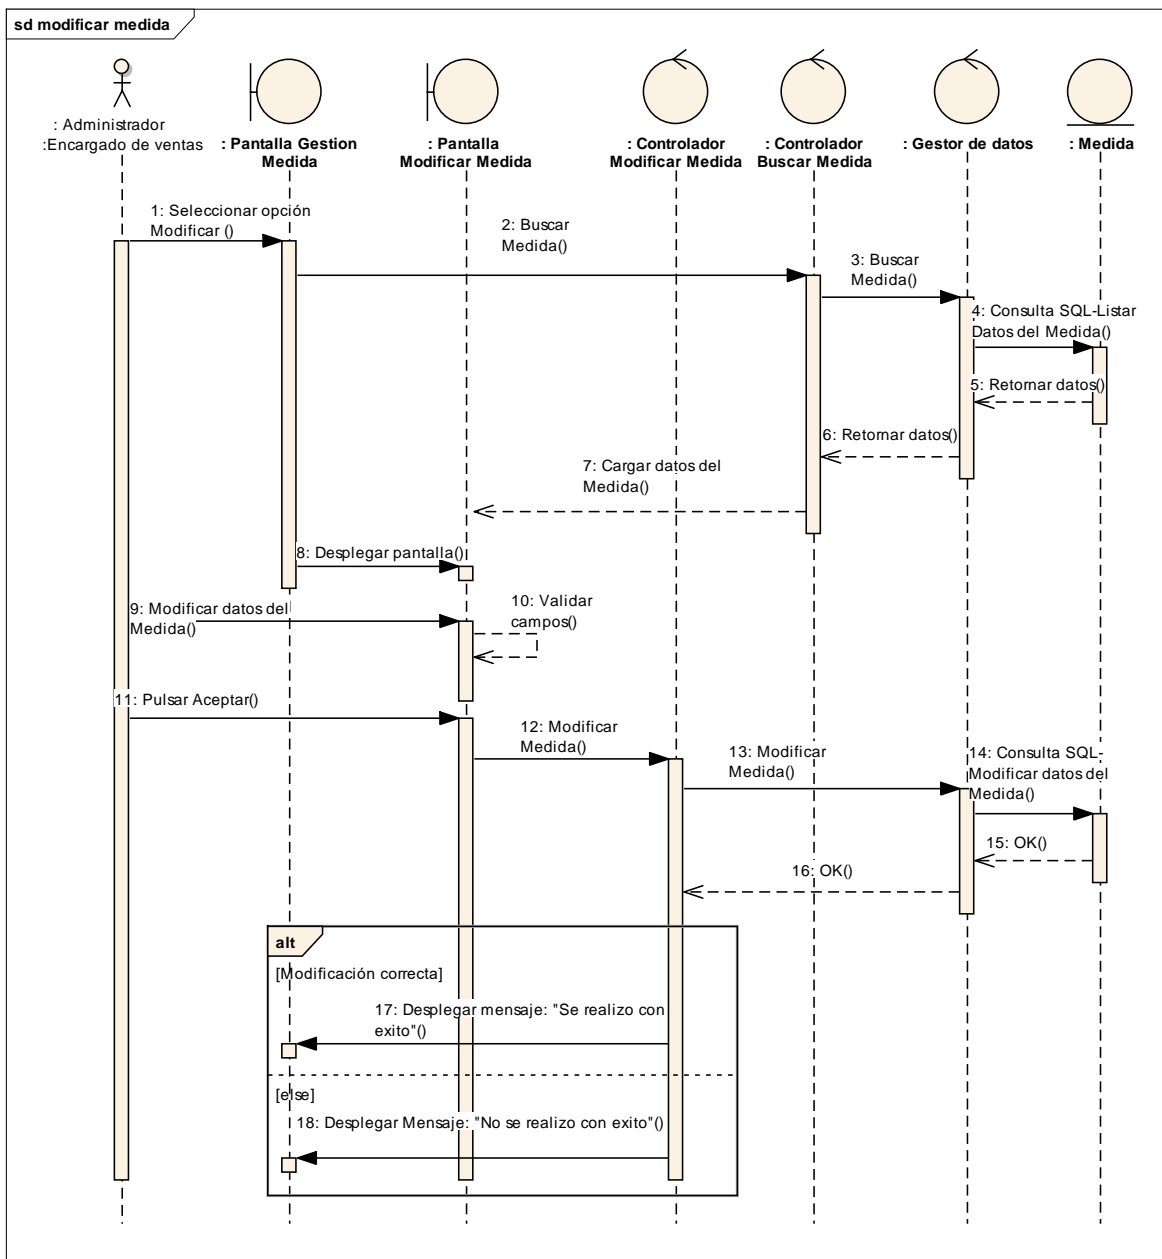 sd modificar medida
: Administrador
:Encargado de ventas
: Pantalla Gestion
Medida
: Pantalla
Modificar Medida
: Controlador
Modificar Medida
: Controlador
Buscar Medida
: Gestor de datos
: Medida
1: Seleccionar opción
Modificar ()
2: Buscar
Medida()
3: Buscar
Medida()
4: Consulta SQL-Listar
Datos del Medida()
5: Retornar datos()
6: Retornar datos()
7: Cargar datos del
Medida()
8: Desplegar pantalla()
9: Modificar datos del
Medida()
10: Validar
campos()
11: Pulsar Aceptar()
12: Modificar
Medida()
13: Modificar
Medida()
14: Consulta SQL-
Modificar datos del
Medida()
15: OK()
16: OK()
alt
[Modificación correcta]
17: Desplegar mensaje: "Se realizo con
exito"()
[else]
18: Desplegar Mensaje: "No se realizo con exito"()